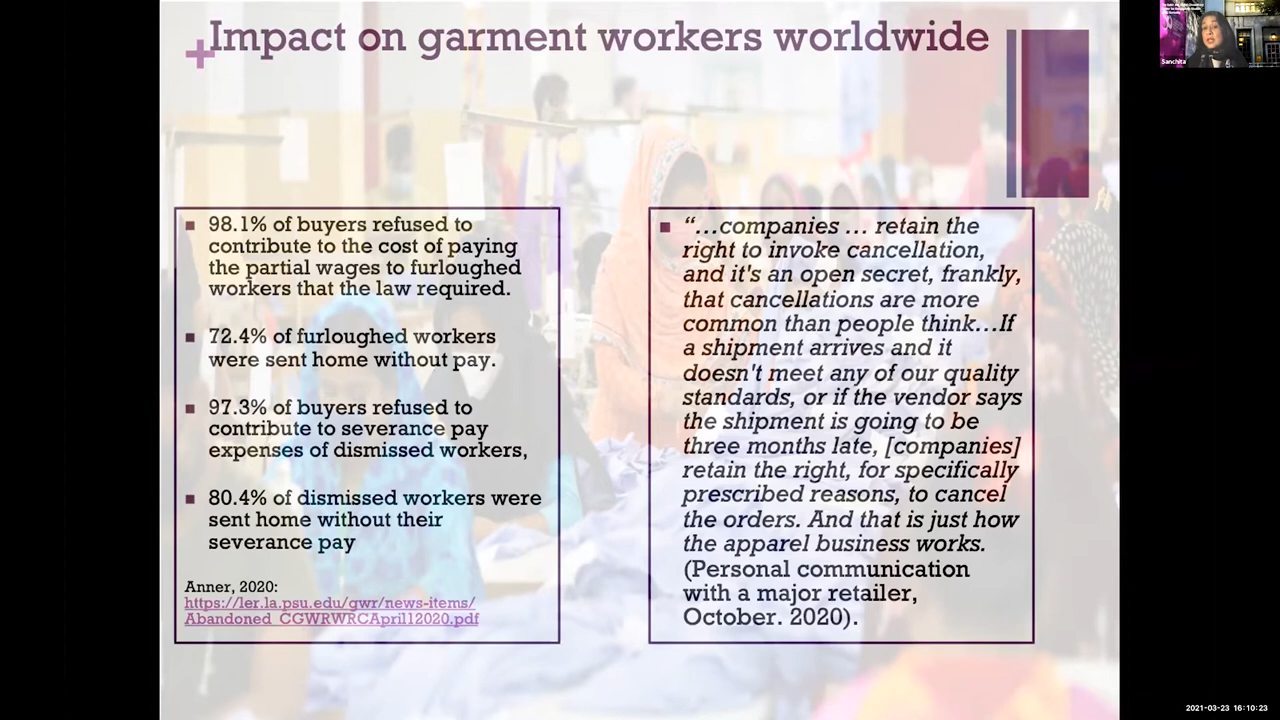 +Impact on garment workers worldwide
▪ 98.1% of buyers refused to
contribute to the cost of paying
the partial wages to furloughed
workers that the law required.
▪ 72.4% of furloughed workers
were sent home without pay.
▪ 97.3% of buyers refused to
contribute to severance pay
expenses of dismissed workers,
▪ 80.4% of dismissed workers were
sent home without their
severance pay
Anner, 2020:
https://ler.la.psu.edu/gwr/news-items/
Abandoned_CGWRWRCApril12020.pdf
▪ “…companies … retain the
right to invoke cancellation,
and it's an open secret, frankly,
that cancellations are more
common than people think…If
a shipment arrives and it
doesn't meet any of our quality
standards, or if the vendor says
the shipment is going to be
three months late, [companies]
retain the right, for specifically
prescribed reasons, to cancel
the orders. And that is just how
the apparel business works.
(Personal communication
with a major retailer,
October. 2020).
Sanchita
2021-03-23 16:10:23